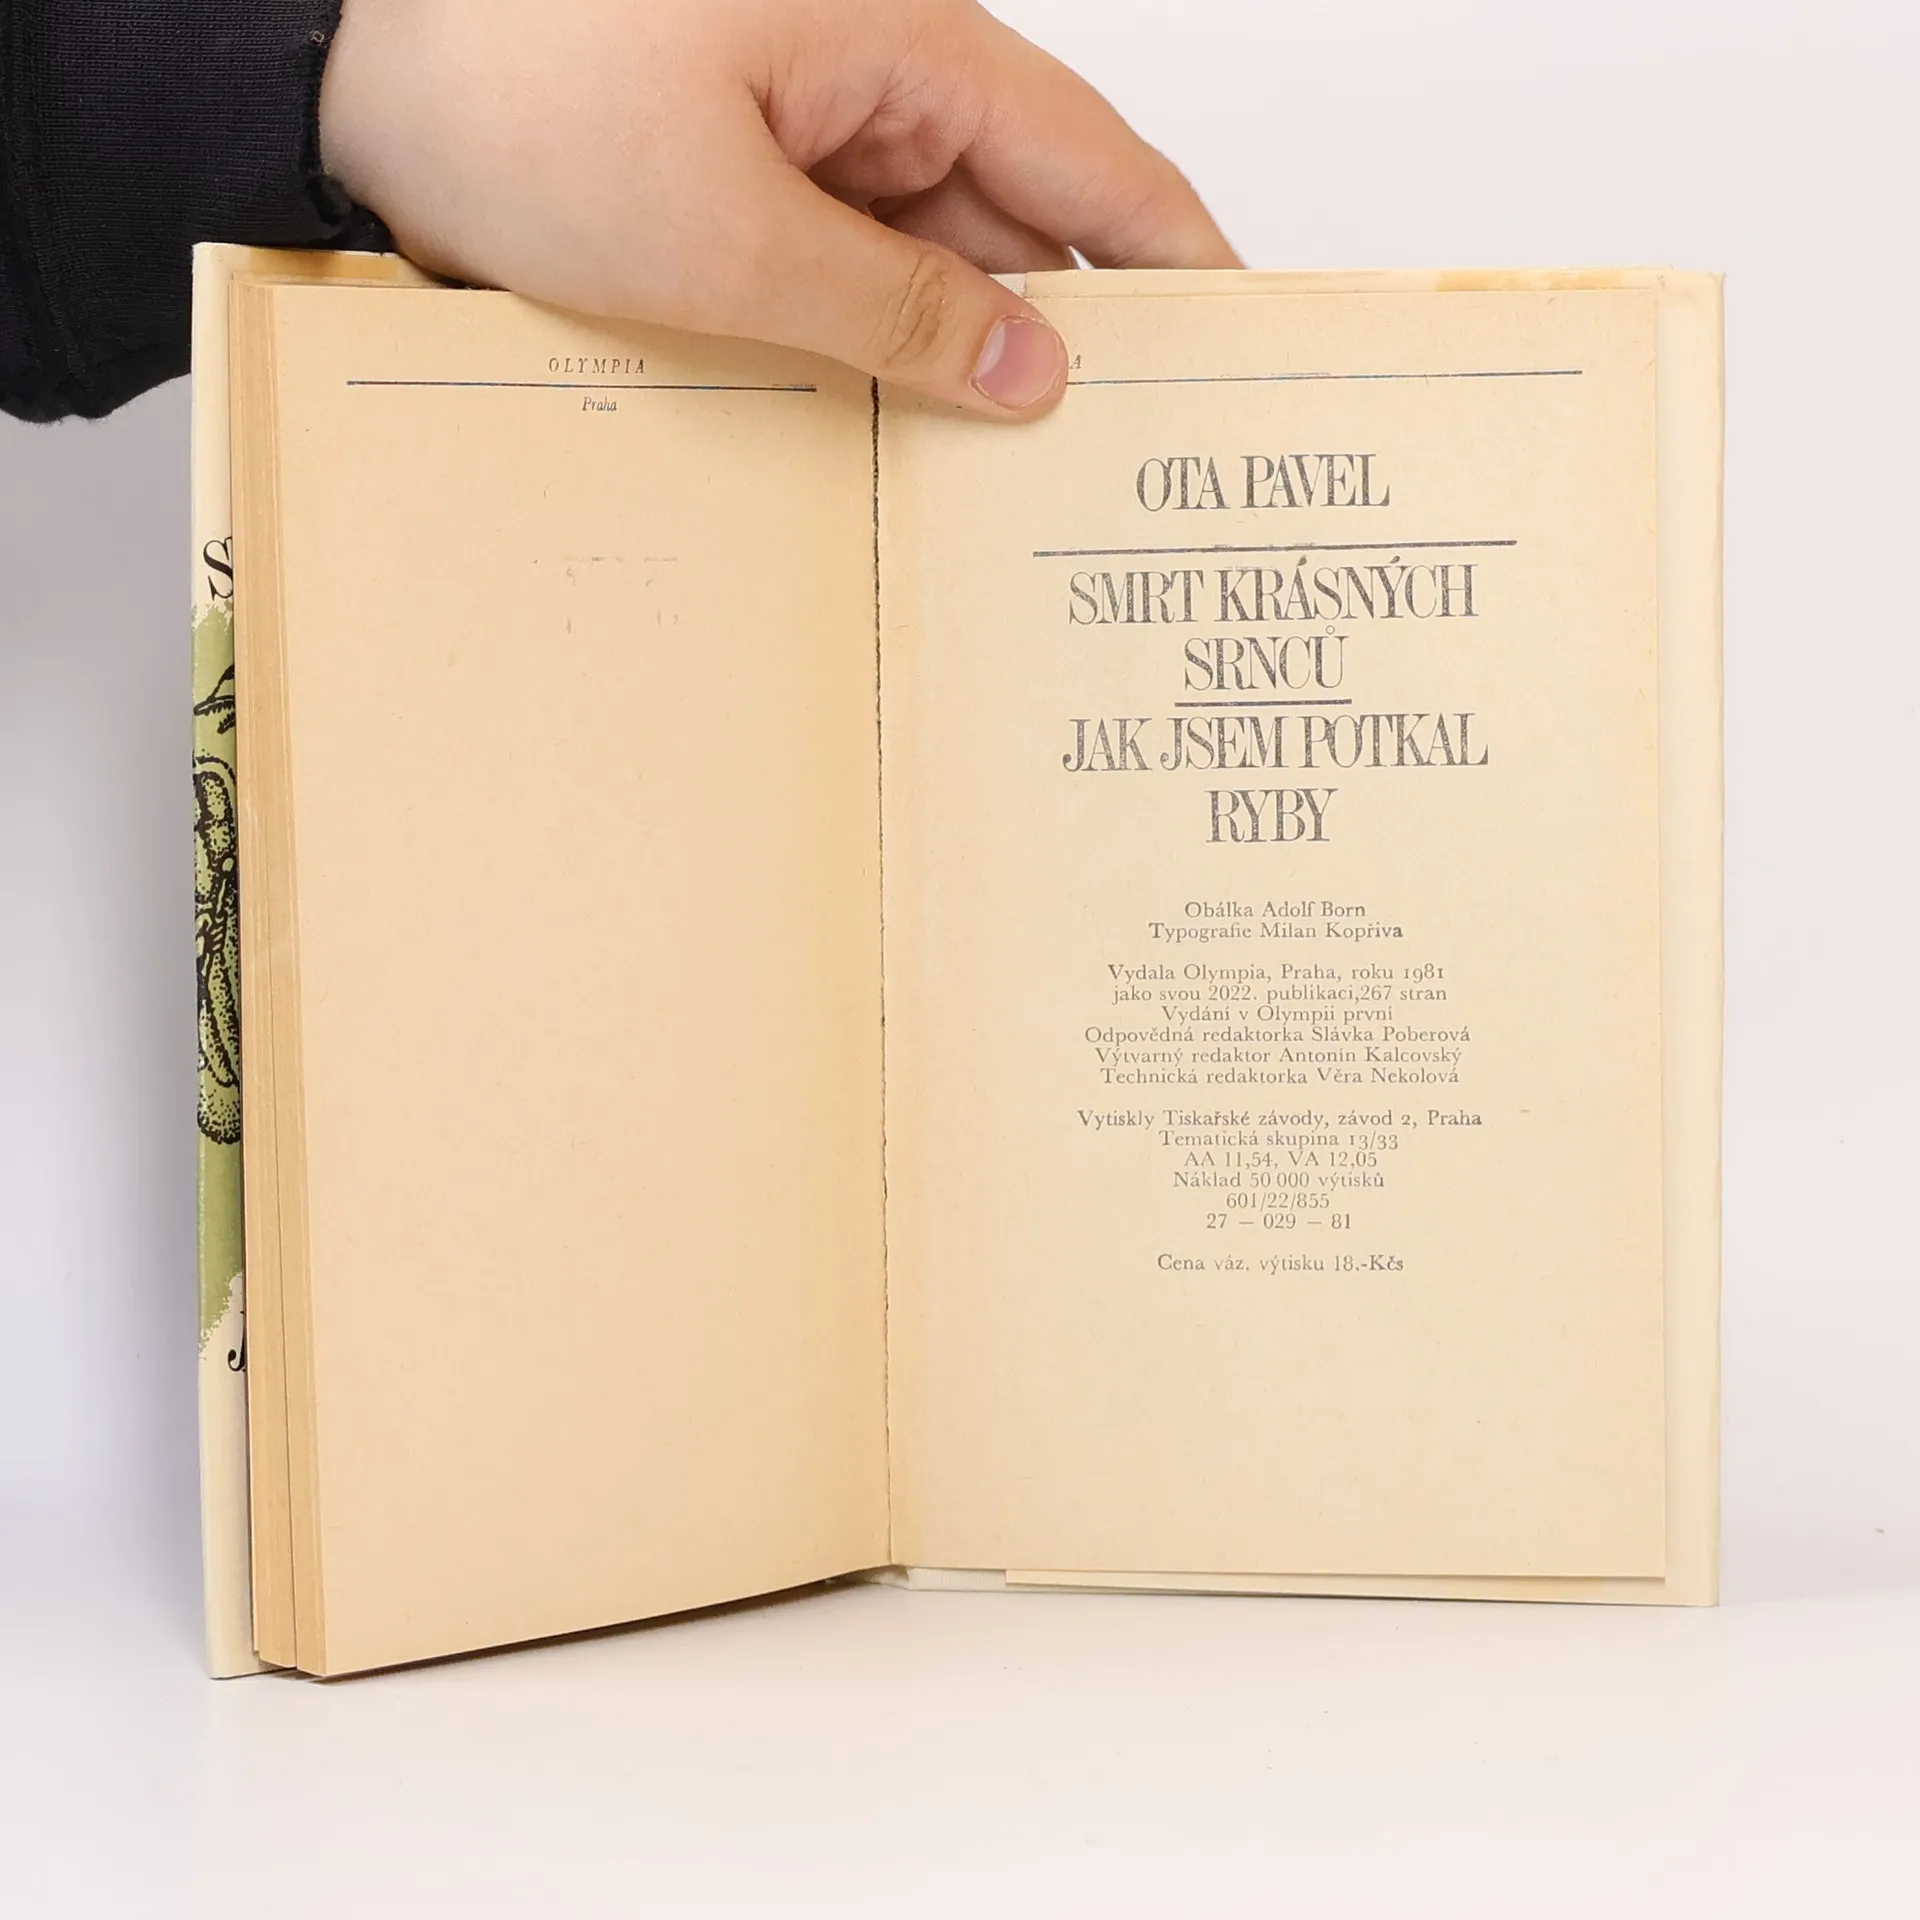 OLYMPIA
Praha
OTA PAVEL
SMRT KRÁSNÝCH
SRNCŮ
JAK JSEM POTKAL
RYBY
Obálka Adolf Born
Typografie Milan Kopřiva
Vydala Olympia, Praha, roku 1981
jako svou 2022. publikaci,267 stran
Vydání v Olympii první
Odpovědná redaktorka Slávka Poberová
Výtvarný redaktor Antonín Kalcovský
Technická redaktorka Věra Nekolová
Vytiskly Tiskařské závody, závod 2, Praha
Tematická skupina 13/33
AA 11,54, VA 12,05
Náklad 50 000 výtisků
601/22/855
27 — 029 — 81
Cena váz. výtisku 18.-Kčs